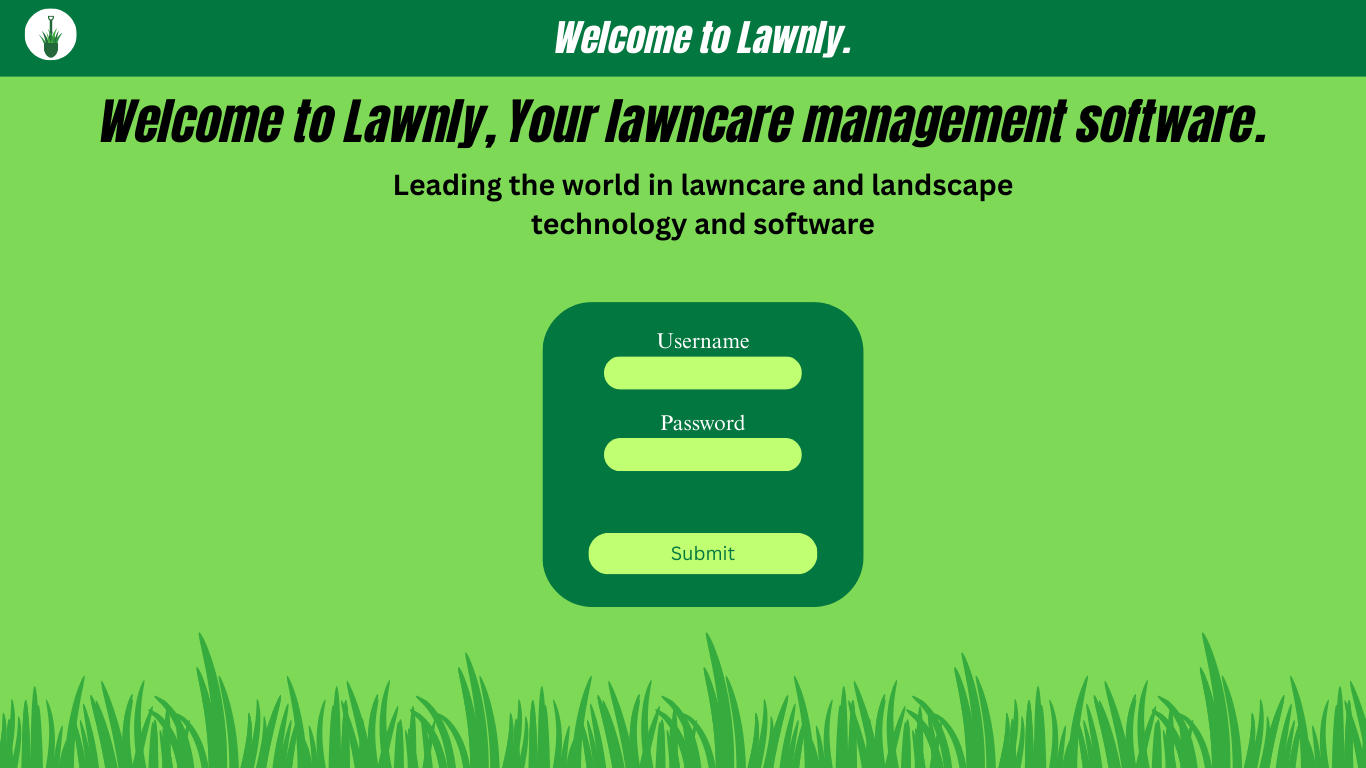 Welcome to Lawnly.
Welcome to Lawnly, Your lawncare management software.
Leading the world in lawncare and landscape
technology and software
Username
Password
Submit